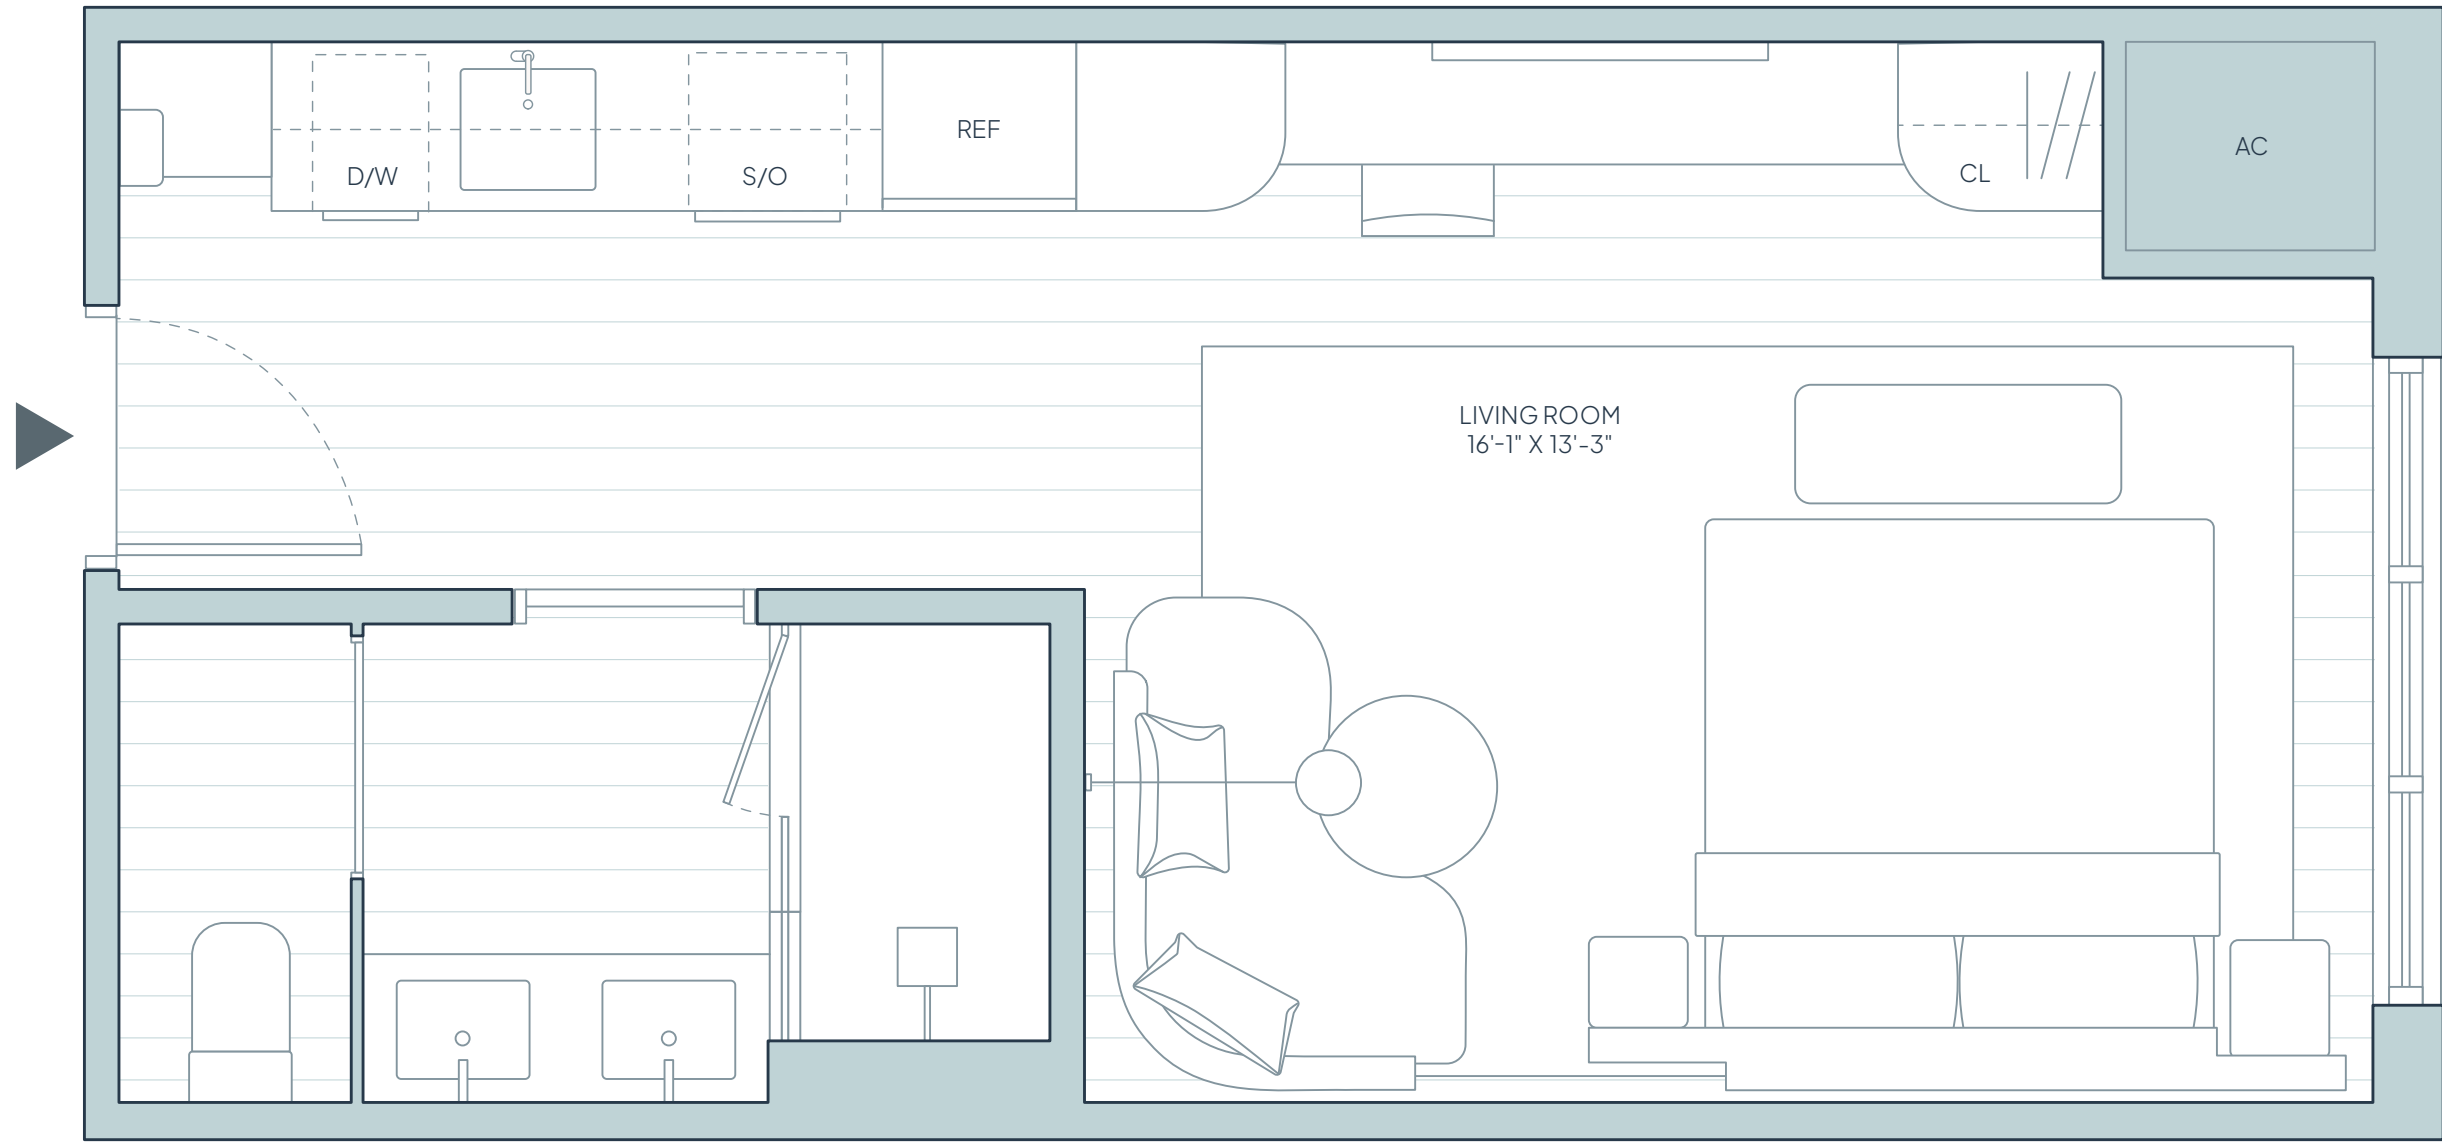 REF
D/W
S/O
CL
AC
LIVING ROOM
16'-1" X 13'-3"